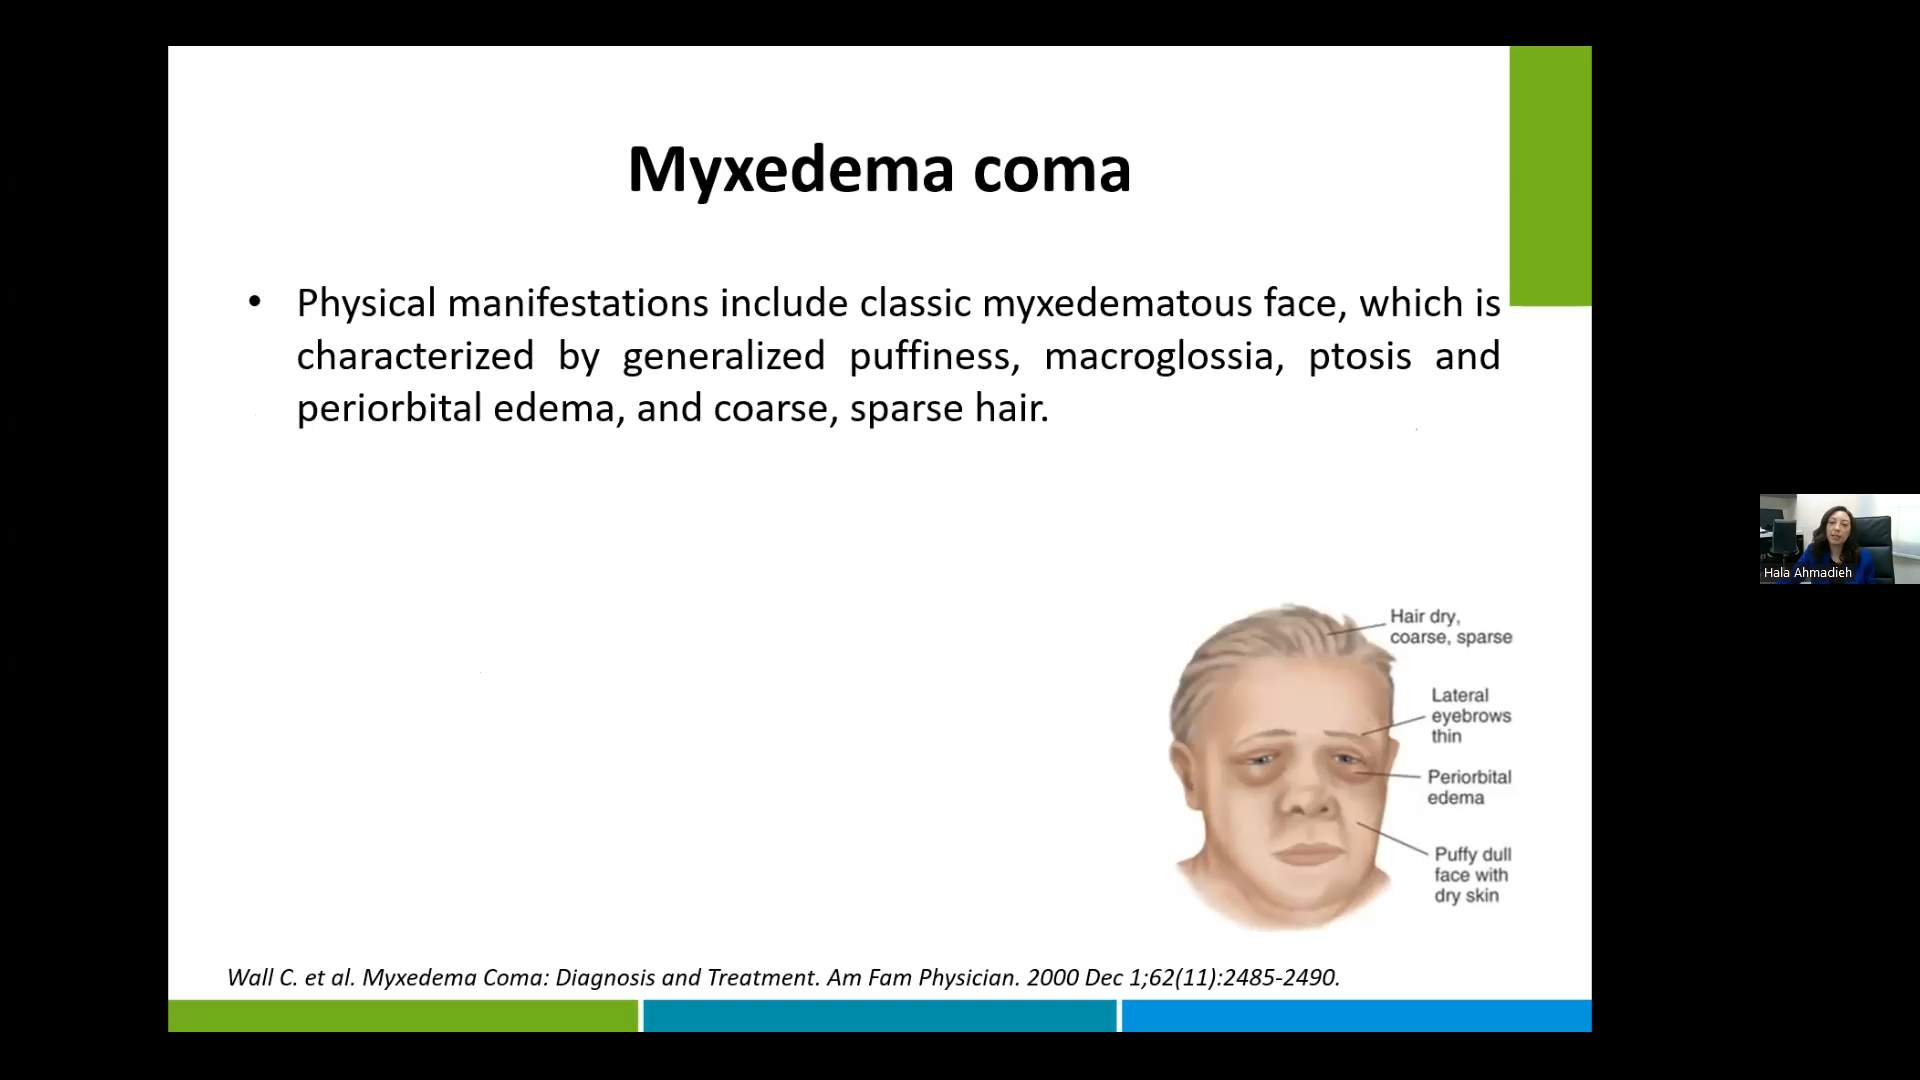 Myxedema coma
• Physical manifestations include classic myxedematous face, which is
characterized by generalized puffiness, macroglossia, ptosis and
periorbital edema, and coarse, sparse hair.
Hala Ahmadieh
Hair dry,
coarse, sparse
Lateral
eyebrows
thin
Periorbital
edema
Puffy dull
face with
dry skin
Wall C. et al. Myxedema Coma: Diagnosis and Treatment. Am Fam Physician. 2000 Dec 1;62(11):2485-2490.